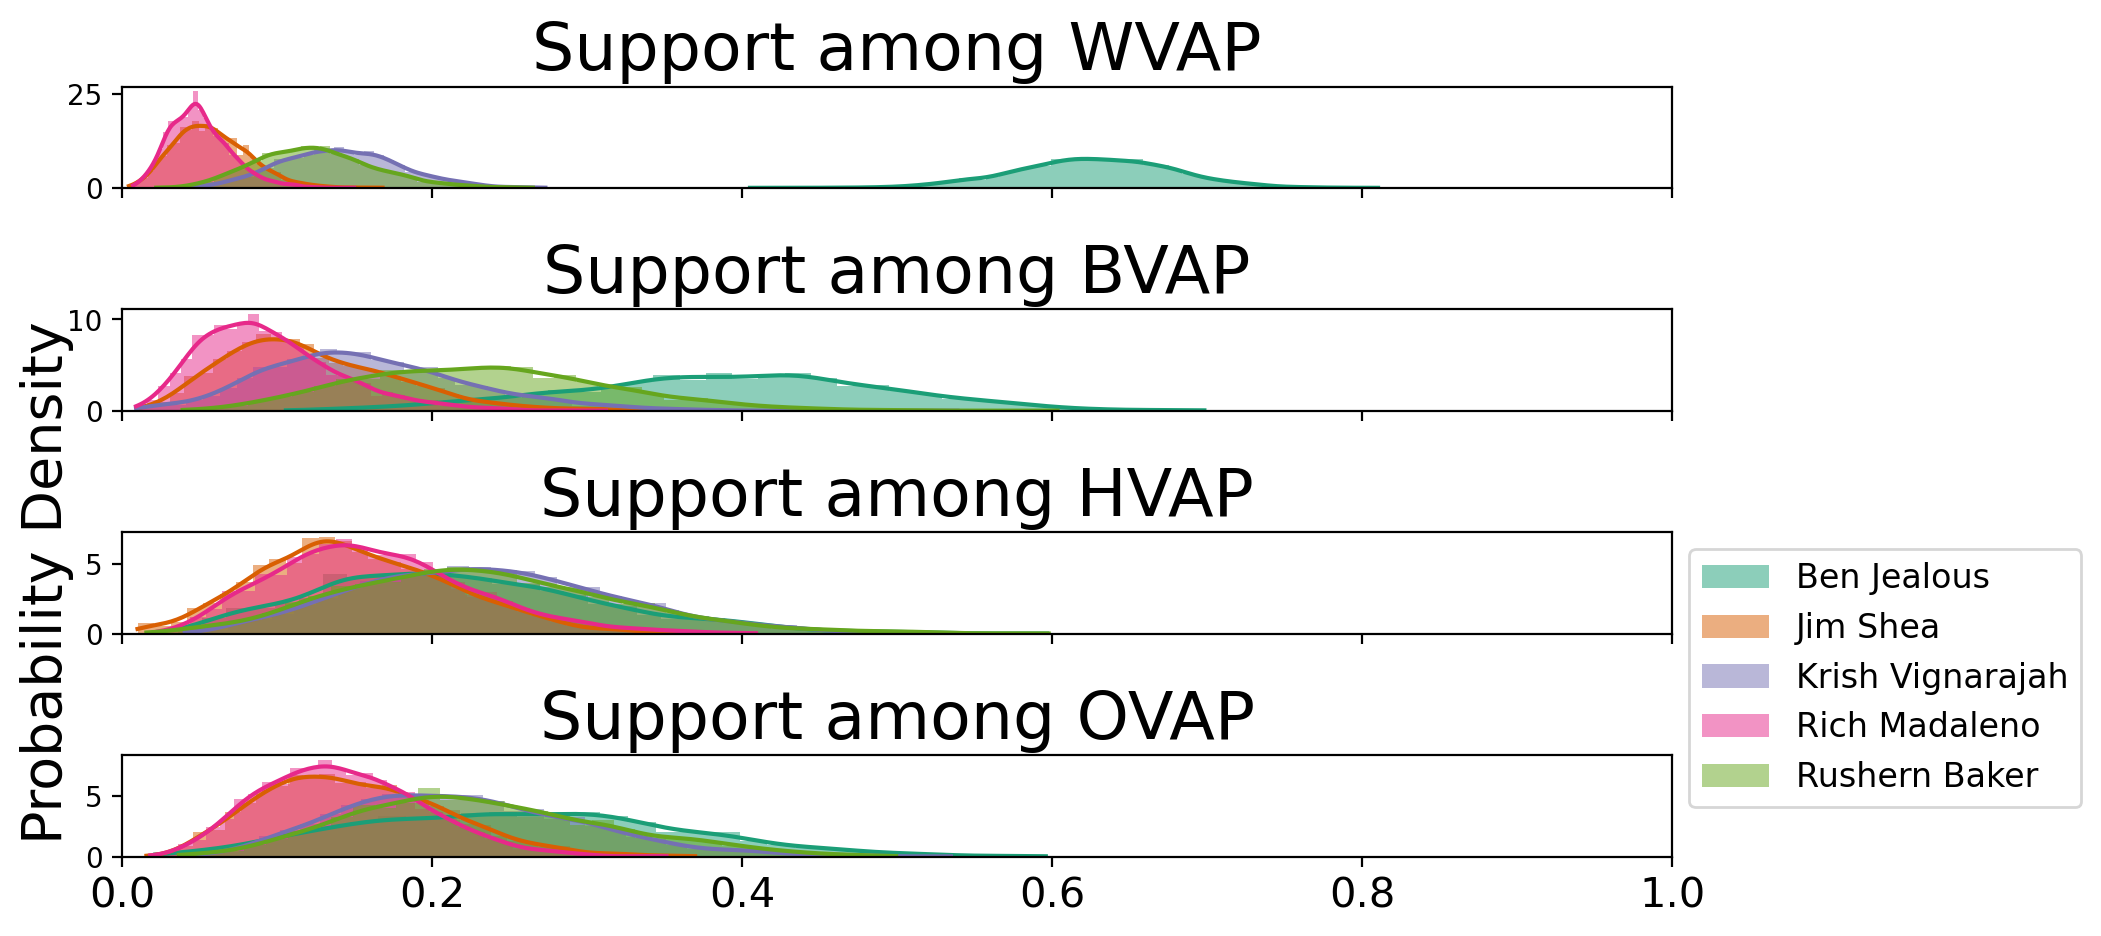 Support among WVAP
25
0
Support among BVAP
10
0
Support among HVAP
5
0
Support among OVAP
5
0
0.0 0.2 0.4 0.6 0.8 1.0
Probability Density
Ben Jealous
Jim Shea
Krish Vignarajah
Rich Madaleno
Rushern Baker